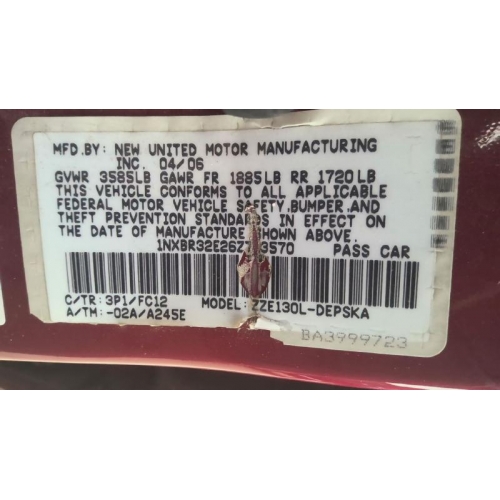 MFD.BY: NEW UNITED MOTOR MANUFACTURING
INC. 04/06
GVWR 3585LB GAWR FR 1885LB RR 1720LB
THIS VEHICLE CONFORMS TO ALL APPLICABLE
FEDERAL MOTOR VEHICLE SAFETY,BUMPER,AND
THEFT PREVENTION STANDARDS IN EFFECT ON
THE DATE OF MANUFACTURE SHOWN ABOVE.
PASS CAR
C/TR: 3P1/FC12 MODEL: ZZE130L-DEPSKA
A/TM: -02A/A245E
BA3999723